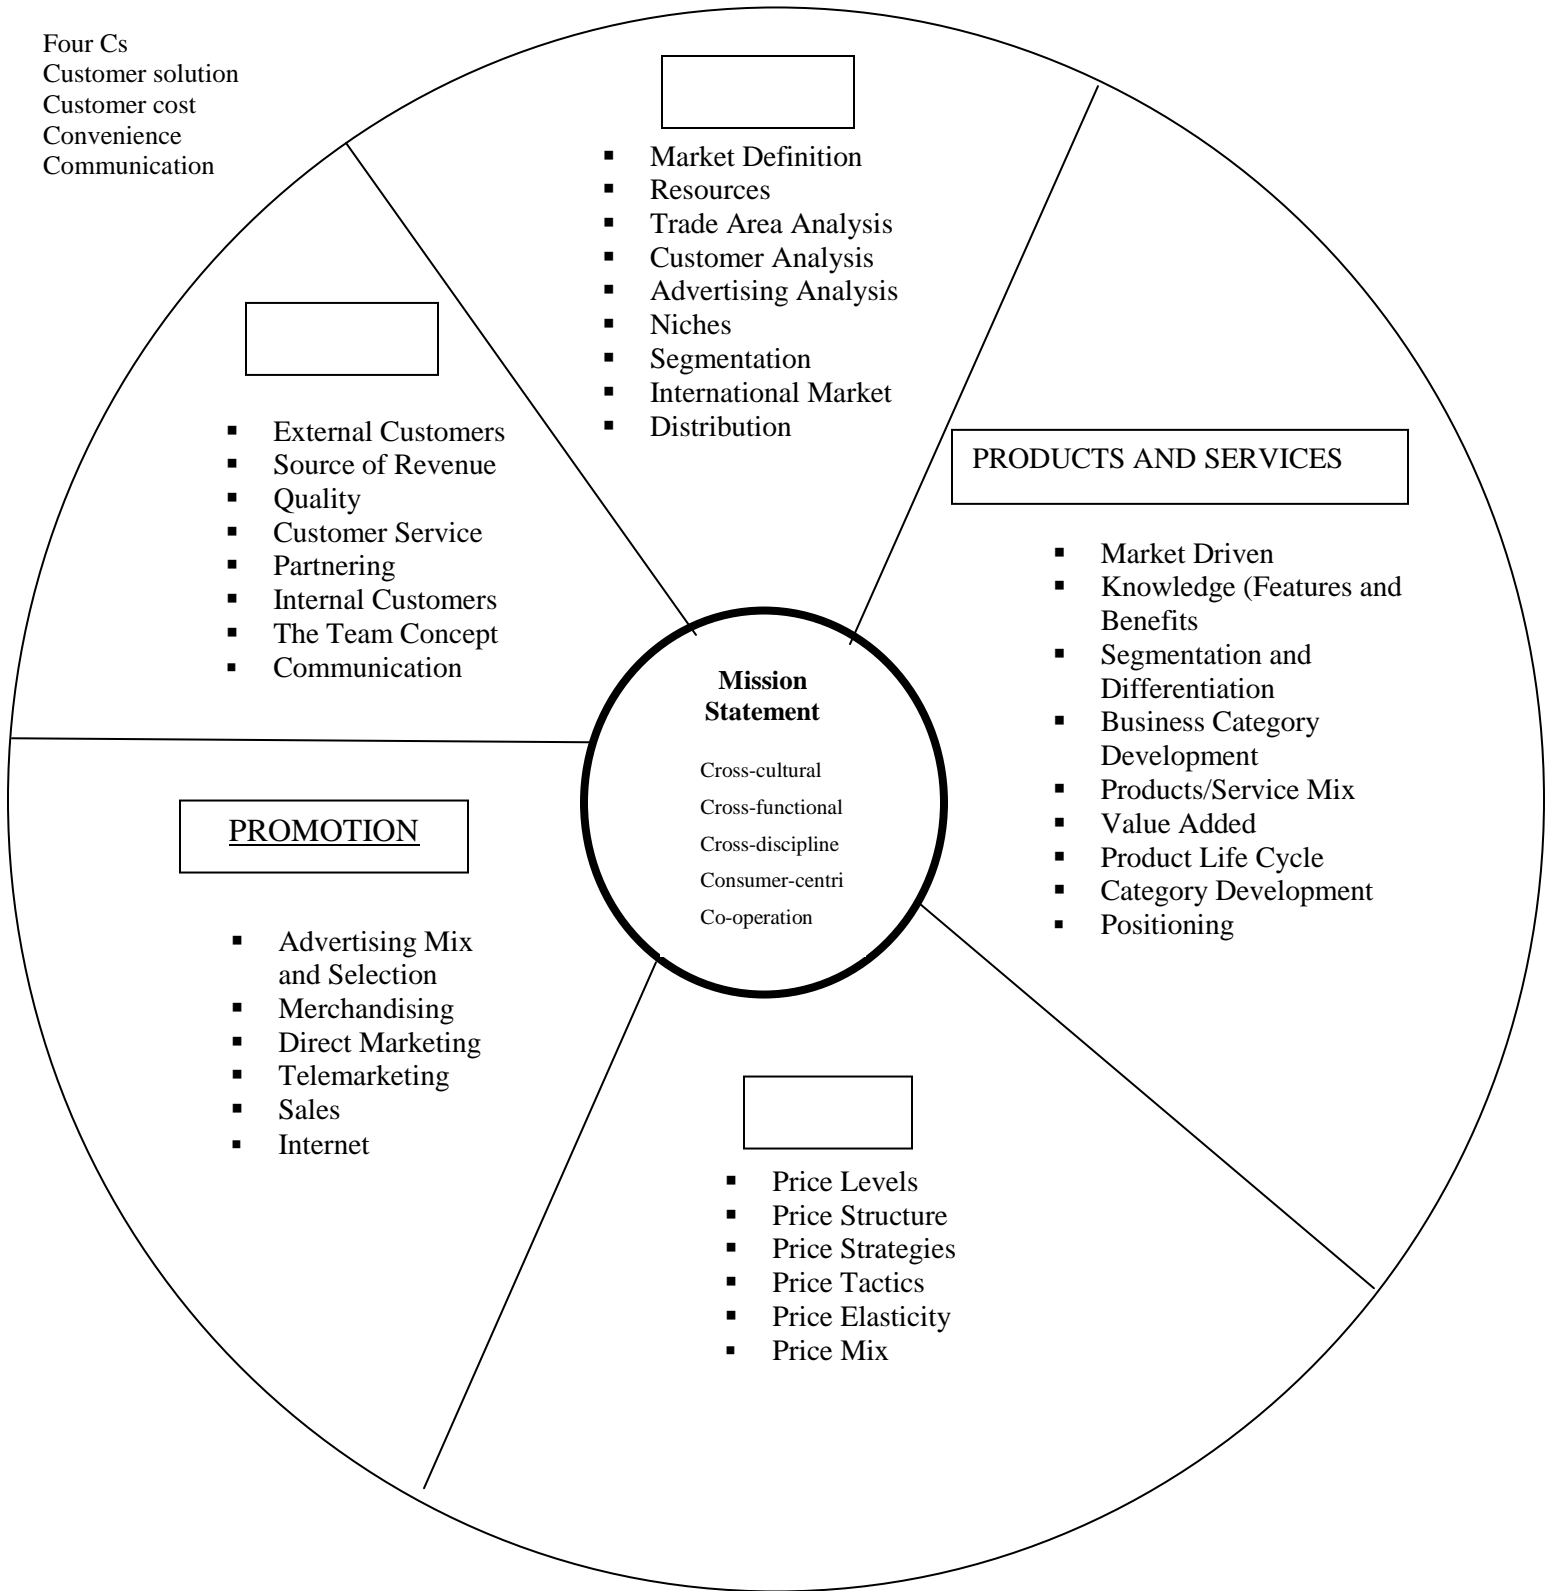 Four Cs
Customer solution
Customer cost
Convenience
Communication
▪ Market Definition
▪ Resources
▪ Trade Area Analysis
▪ Customer Analysis
▪ Advertising Analysis
▪ Niches
▪ Segmentation
▪ International Market
▪ Distribution
▪ External Customers
▪ Source of Revenue
▪ Quality
▪ Customer Service
▪ Partnering
▪ Internal Customers
▪ The Team Concept
▪ Communication
PRODUCTS AND SERVICES
▪ Market Driven
▪ Knowledge (Features and
Benefits
▪ Segmentation and
Differentiation
▪ Business Category
Development
▪ Products/Service Mix
▪ Value Added
▪ Product Life Cycle
▪ Category Development
▪ Positioning
Mission
Statement
Cross-cultural
Cross-functional
Cross-discipline
Consumer-centri
Co-operation
PROMOTION
▪ Advertising Mix
and Selection
▪ Merchandising
▪ Direct Marketing
▪ Telemarketing
▪ Sales
▪ Internet
▪ Price Levels
▪ Price Structure
▪ Price Strategies
▪ Price Tactics
▪ Price Elasticity
▪ Price Mix